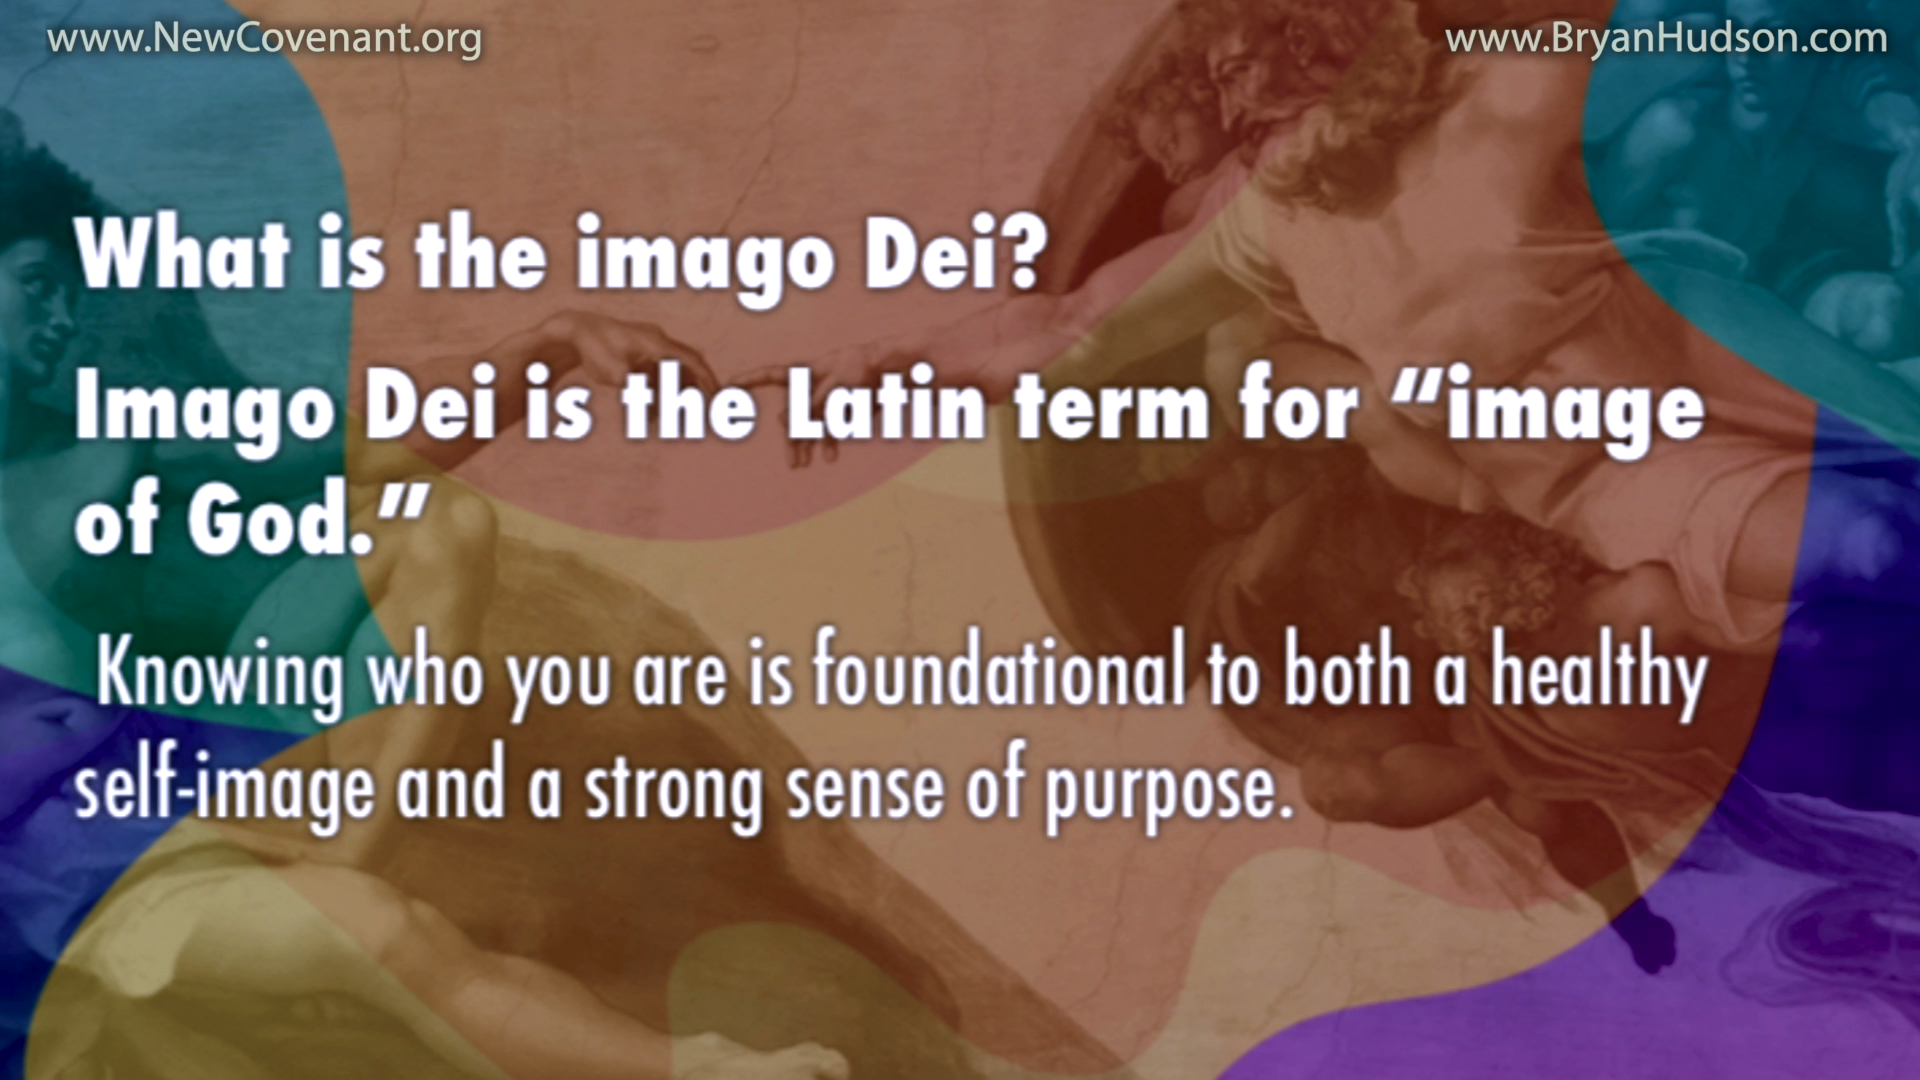 www.NewCovenant.org
www.BryanHudson.com
What is the imago Dei?
Imago Dei is the Latin term for “image
of God.”
Knowing who you are is foundational to both a healthy
self-image and a strong sense of purpose.